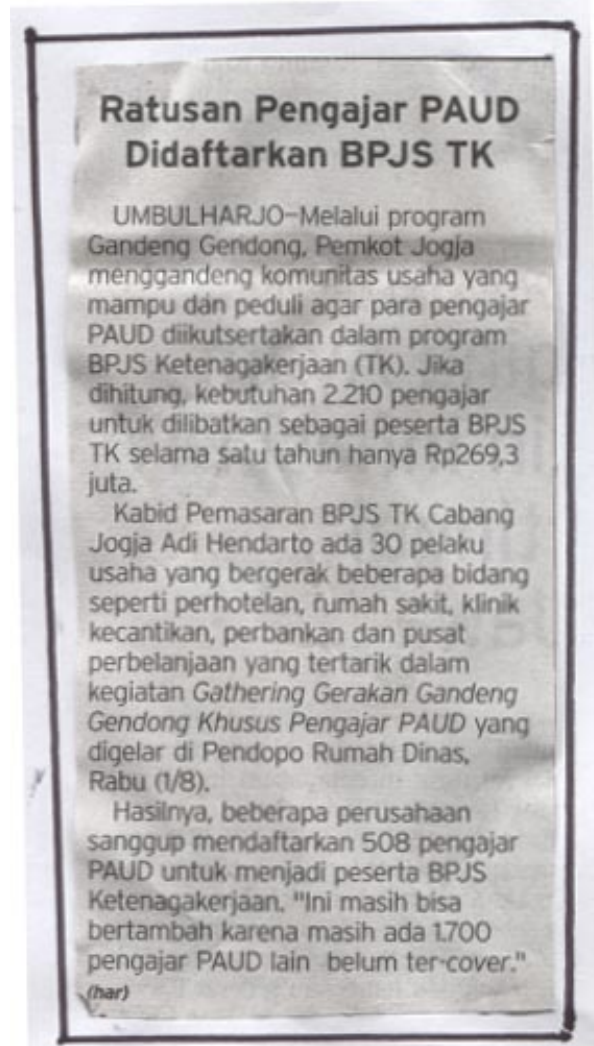 Ratusan Pengajar PAUD
Didaftarkan BPJS TK
UMBULHARJO–Melalui program
Gandeng Gendong, Pemkot Jogja
menggandeng komunitas usaha yang
mampu dan peduli agar para pengajar
PAUD diikutsertakan dalam program
BPJS Ketenagakerjaan (TK). Jika
dihitung, kebutuhan 2.210 pengajar
untuk dilibatkan sebagai peserta BPJS
TK selama satu tahun hanya Rp269,3
juta.
Kabid Pemasaran BPJS TK Cabang
Jogja Adi Hendarto ada 30 pelaku
usaha yang bergerak beberapa bidang
seperti perhotelan, rumah sakit, klinik
kecantikan, perbankan dan pusat
perbelanjaan yang tertarik dalam
kegiatan Gathering Gerakan Gandeng
Gendong Khusus Pengajar PAUD yang
digelar di Pendopo Rumah Dinas,
Rabu (1/8).
Hasilnya, beberapa perusahaan
sanggup mendaftarkan 508 pengajar
PAUD untuk menjadi peserta BPJS
Ketenagakerjaan. "Ini masih bisa
bertambah karena masih ada 1.700
pengajar PAUD lain belum ter-cover."
(har)